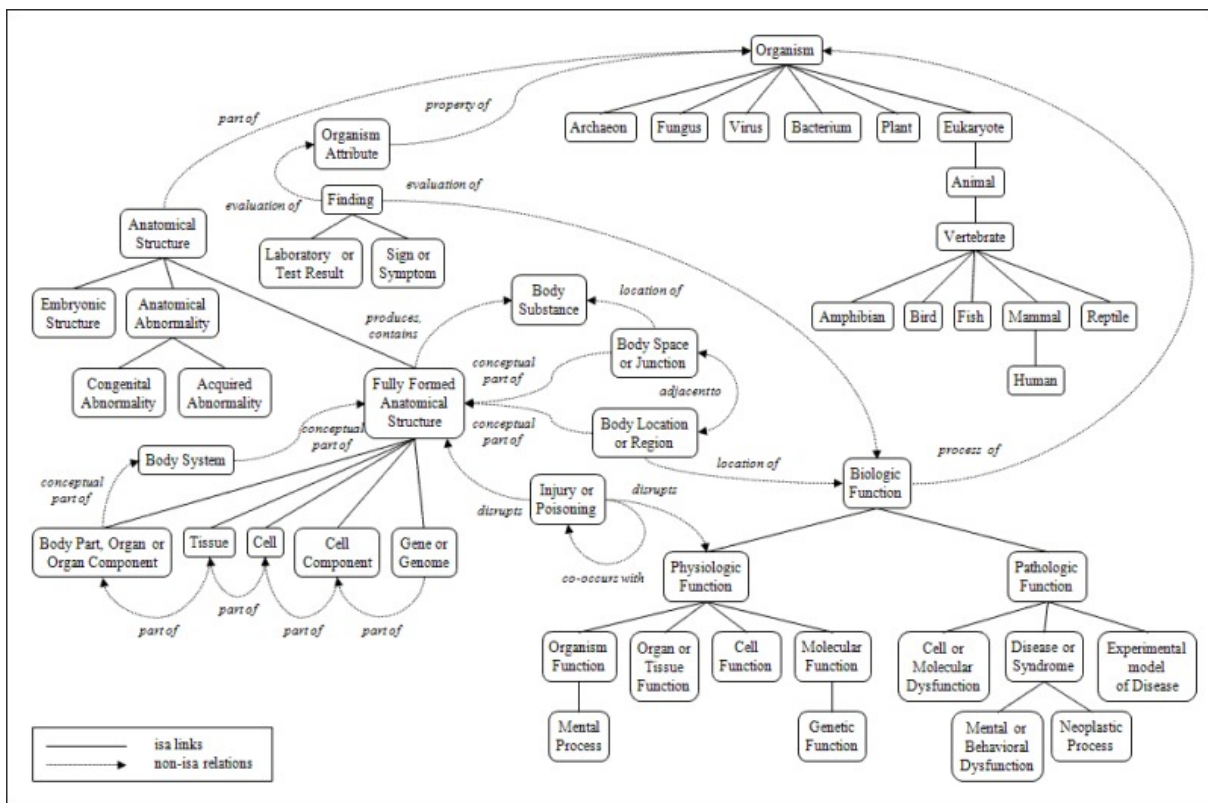 Organism
part of
property of
Archaeon
Fungus
Virus
Bacterium
Plant
Eukaryote
Organism
Attribute
Animal
evaluation of
evaluation of
Finding
Anatomical
Structure
Vertebrate
Laboratory or
Test Result
Sign or
Symptom
Embryonic
Structure
Anatomical
Abnormality
Body
Substance
location of
Amphibian
Bird
Fish
Mammal
Reptile
produces,
contains
Body Space
or Junction
Congenital
Abnormality
Acquired
Abnormality
Fully Formed
Anatomical
Structure
conceptual
part of
Human
adjacent to
conceptual
part of
conceptual
part of
Body Location
or Region
Body System
location of
Biologic
Function
process of
conceptual
part of
Injury or
Poisoning
disrupts
disrupts
Body Part, Organ or
Organ Component
Tissue
Cell
Cell
Component
Gene or
Genome
co-occurs with
Physiologic
Function
Pathologic
Function
part of
part of
part of
part of
Organism
Function
Organ or
Tissue
Function
Cell
Function
Molecular
Function
Cell or
Molecular
Dysfunction
Disease or
Syndrome
Experimental
model
of Disease
Mental
Process
Genetic
Function
Mental or
Behavioral
Dysfunction
Neoplastic
Process
isa links
non-isa relations